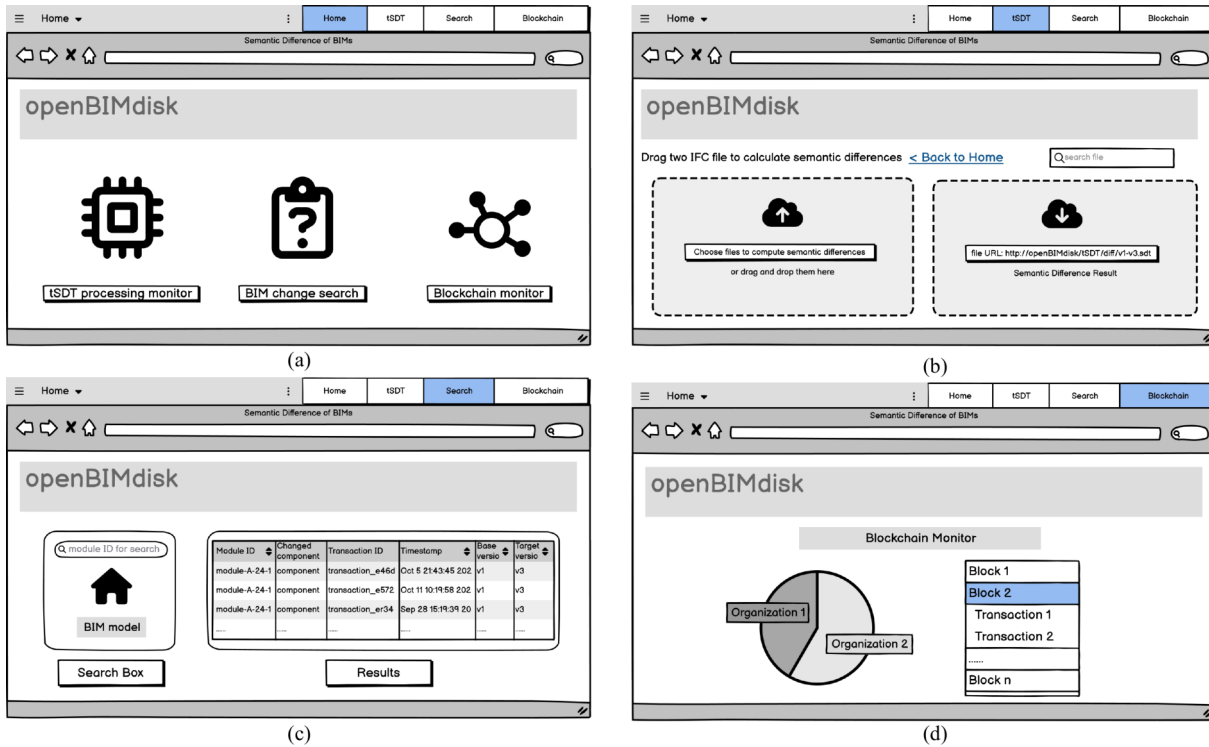 Home
Home tSDT Search Blockchain
Semantic Difference of BIMs
openBIMdisk
tSDT processing monitor
BIM change search
Blockchain monitor
(a)
Home
Home tSDT Search Blockchain
Semantic Difference of BIMs
openBIMdisk
Drag two IFC file to calculate semantic differences < Back to Home
search file
Choose files to compute semantic differences
or drag and drop them here
file URL: http://openBIMdisk/tSDT/diff/v1-v3.sdt
Semantic Difference Result
(b)
Home
Home tSDT Search Blockchain
Semantic Difference of BIMs
openBIMdisk
module ID for search
BIM model
Search Box
Module ID Changed component Transaction ID Timestamp Base versio Target versio
module-A-24-1 component transaction_e46d Oct 5 21:43:45 202 v1 v3
module-A-24-1 component transaction_e572 Oct 11 10:19:58 202 v1 v3
module-A-24-1 component transaction_er34 Sep 28 15:19:39 20 v1 v3
...... ...... ...... ...... ...... ......
Results
(c)
Home
Home tSDT Search Blockchain
Semantic Difference of BIMs
openBIMdisk
Blockchain Monitor
Organization 1
Organization 2
Block 1
Block 2
Transaction 1
Transaction 2
......
Block n
(d)